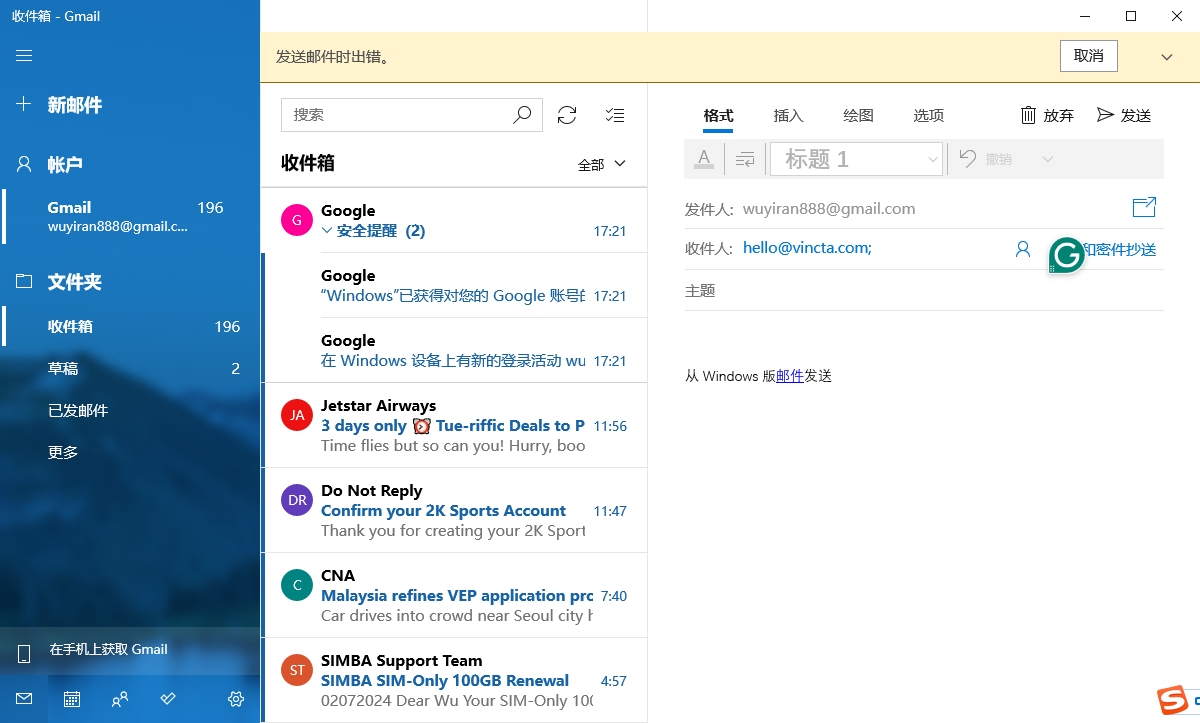 收件箱 - Gmail
发送邮件时出错。
取消
新邮件
帐户
Gmail 196
wuyiran888@gmail.c...
文件夹
收件箱 196
草稿 2
已发邮件
更多
在手机上获取 Gmail
搜索
收件箱
全部
G
Google
安全提醒 (2) 17:21
Google
“Windows”已获得对您的 Google 账号的 17:21
Google
在 Windows 设备上有新的登录活动 wu 17:21
JA
Jetstar Airways
3 days only ⏰ Tue-riffic Deals to P 11:56
Time flies but so can you! Hurry, boo
DR
Do Not Reply
Confirm your 2K Sports Account 11:47
Thank you for creating your 2K Sport
C
CNA
Malaysia refines VEP application pro 7:40
Car drives into crowd near Seoul city h
ST
SIMBA Support Team
SIMBA SIM-Only 100GB Renewal 4:57
02072024 Dear Wu Your SIM-Only 100
格式 插入 绘图 选项 放弃 发送
A 标题 1 撤消
发件人: wuyiran888@gmail.com
收件人: hello@vincta.com; 和密件抄送
主题
从 Windows 版邮件发送